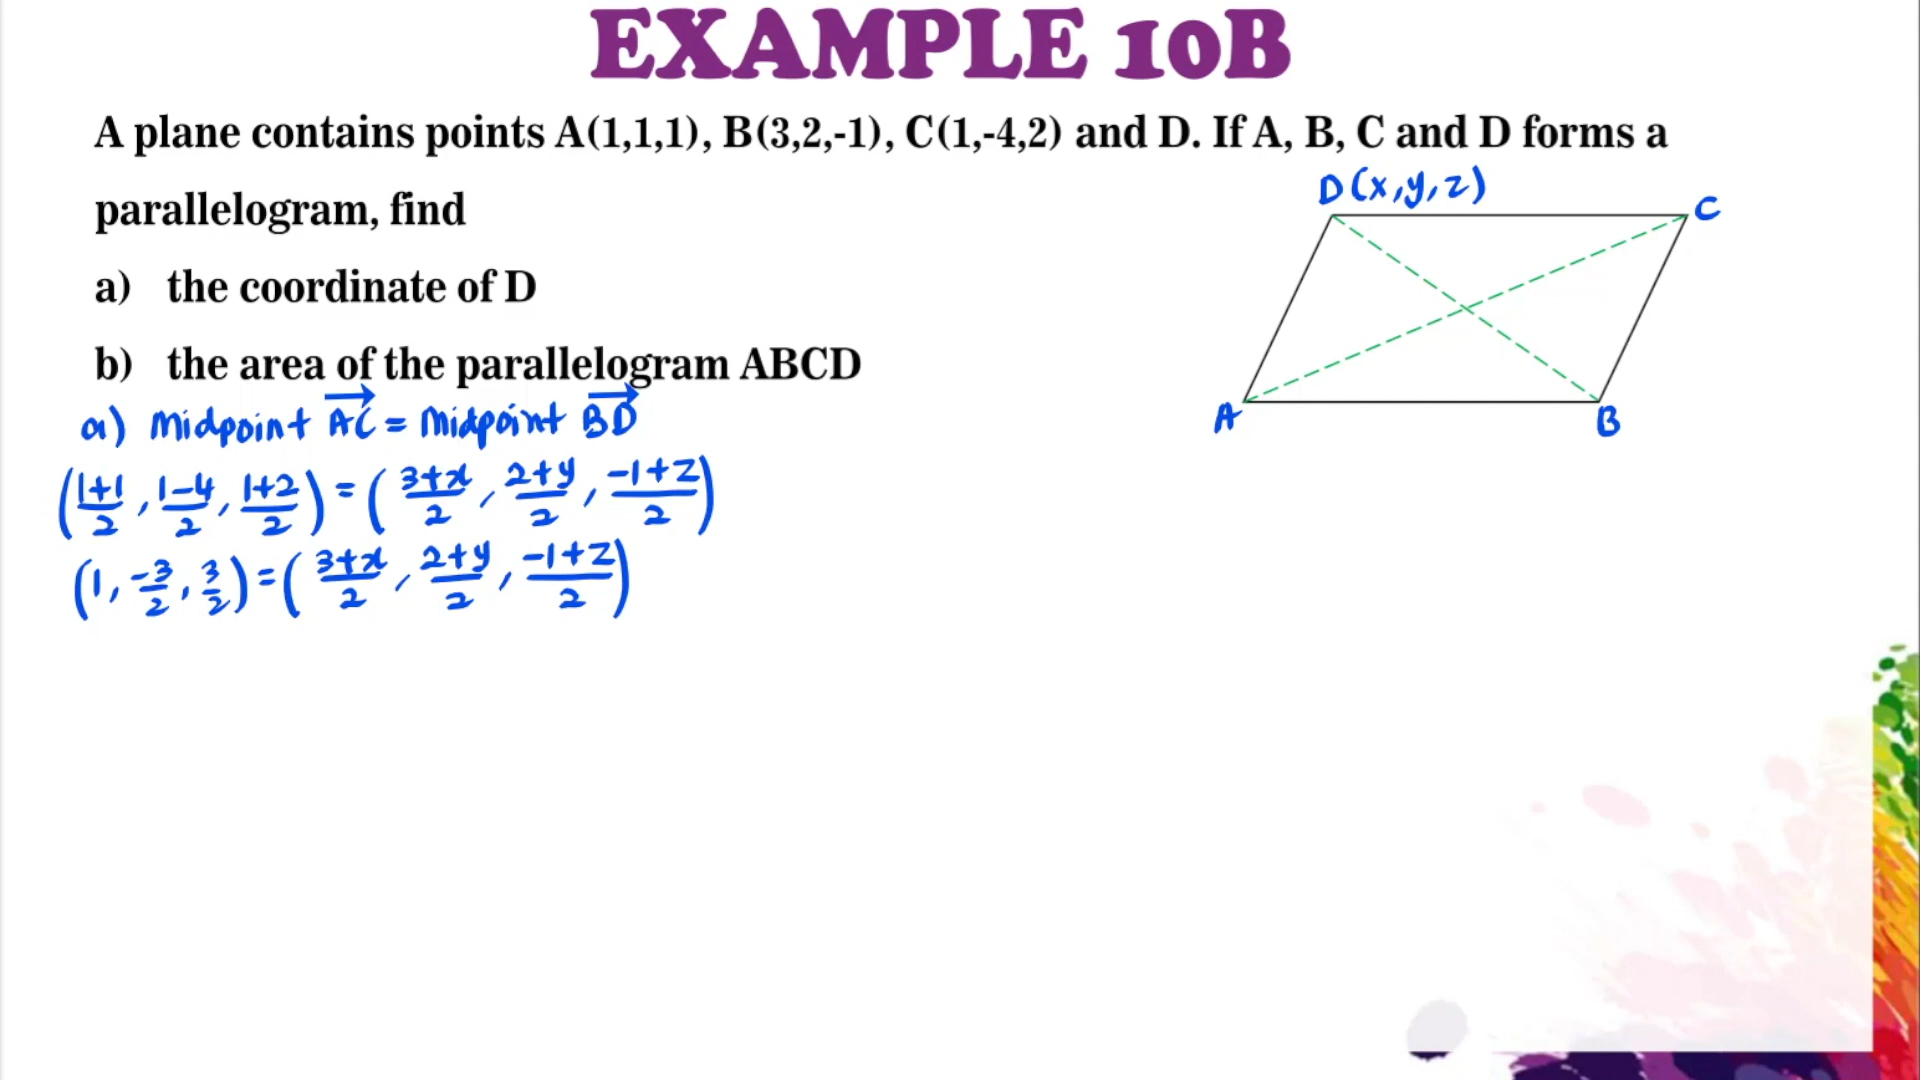 EXAMPLE 10B
A plane contains points A(1,1,1), B(3,2,-1), C(1,-4,2) and D. If A, B, C and D forms a
parallelogram, find
D(x,y,z)
C
a) the coordinate of D
b) the area of the parallelogram ABCD
A
B
a) Midpoint AC = Midpoint BD
(1+1/2, 1-4/2, 1+2/2) = (3+x/2, 2+y/2, -1+z/2)
(1, -3/2, 3/2) = (3+x/2, 2+y/2, -1+z/2)